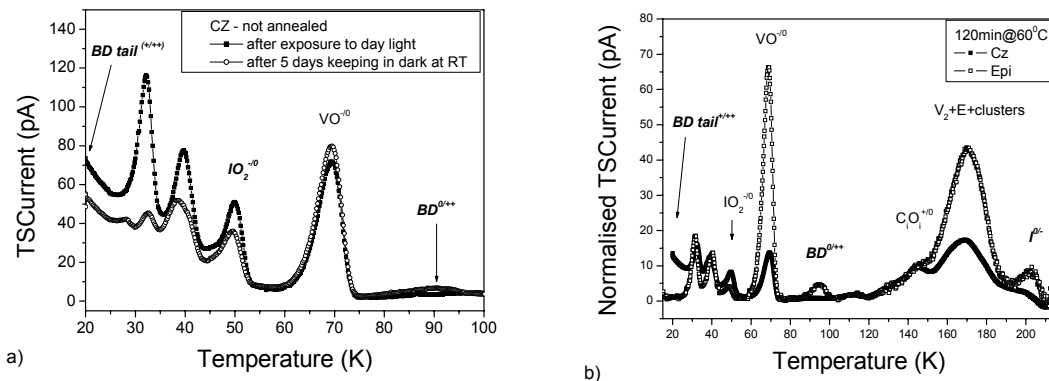 CZ - not annealed
after exposure to day light
after 5 days keeping in dark at RT
BD tail (+/++)
IO2 -/0
VO-/0
BD0/++
TSCurrent (pA)
140
120
100
80
60
40
20
0
20 30 40 50 60 70 80 90 100
Temperature (K)
a)
120min@60⁰C
Cz
Epi
VO-/0
V2+E+clusters
BD tail+/++
IO2-/0
BD0/++
CiOi+/0
I0/-
Normalised TSCurrent (pA)
80
70
60
50
40
30
20
10
0
20 40 60 80 100 120 140 160 180 200
Temperature (K)
b)